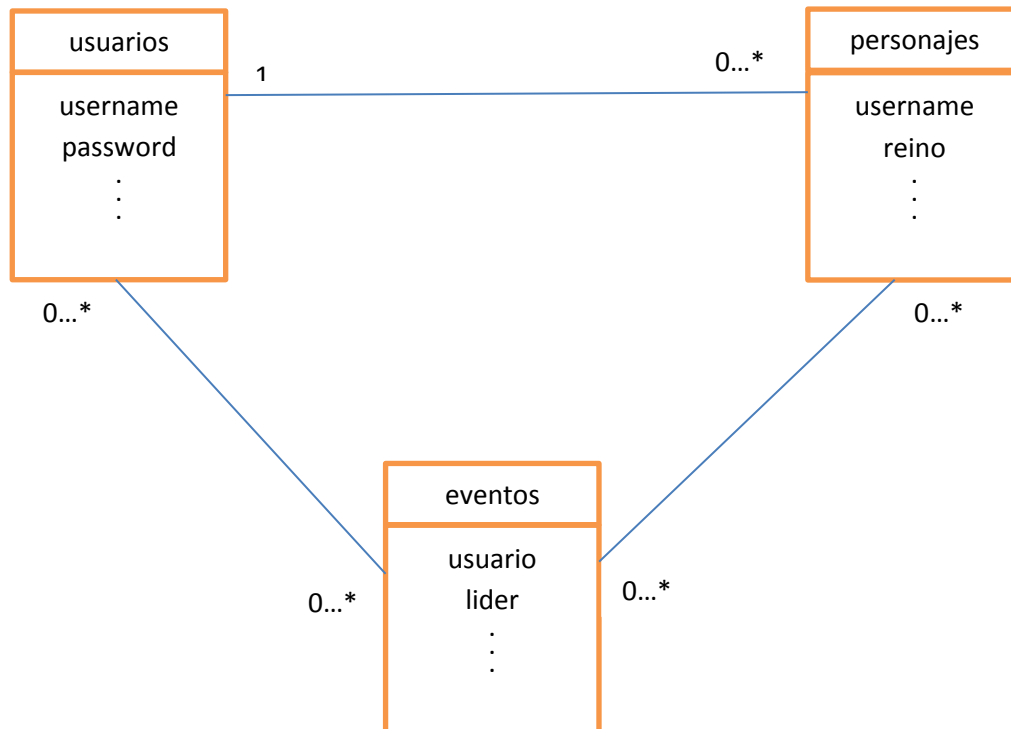 usuarios
username
password
.
.
.
1
0...*
personajes
username
reino
.
.
.
0...*
0...*
eventos
usuario
lider
.
.
.
0...*
0...*